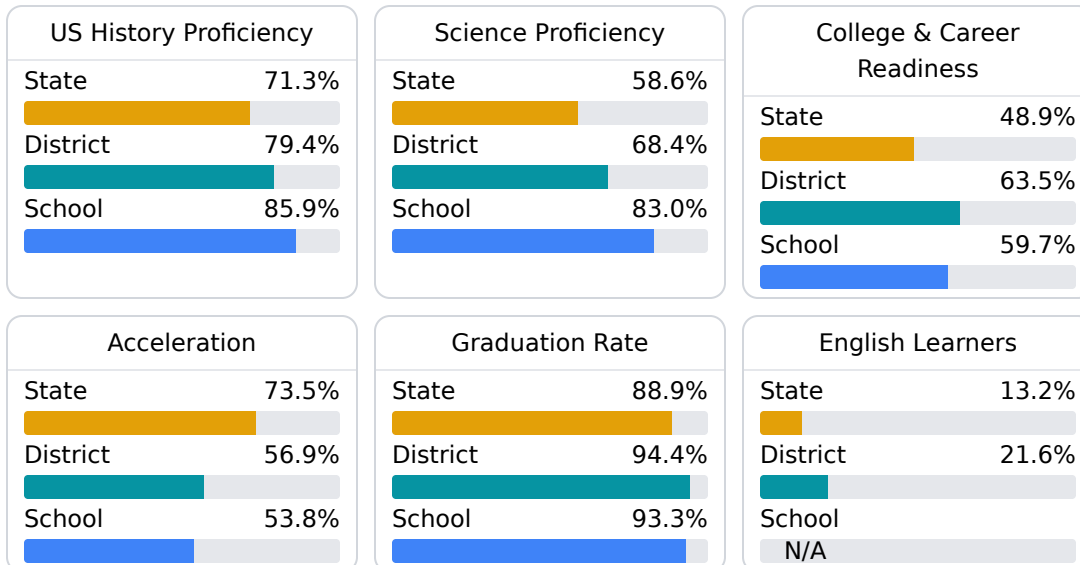 US History Proficiency
State 71.3%
District 79.4%
School 85.9%
Science Proficiency
State 58.6%
District 68.4%
School 83.0%
College & Career
Readiness
State 48.9%
District 63.5%
School 59.7%
Acceleration
State 73.5%
District 56.9%
School 53.8%
Graduation Rate
State 88.9%
District 94.4%
School 93.3%
English Learners
State 13.2%
District 21.6%
School
N/A